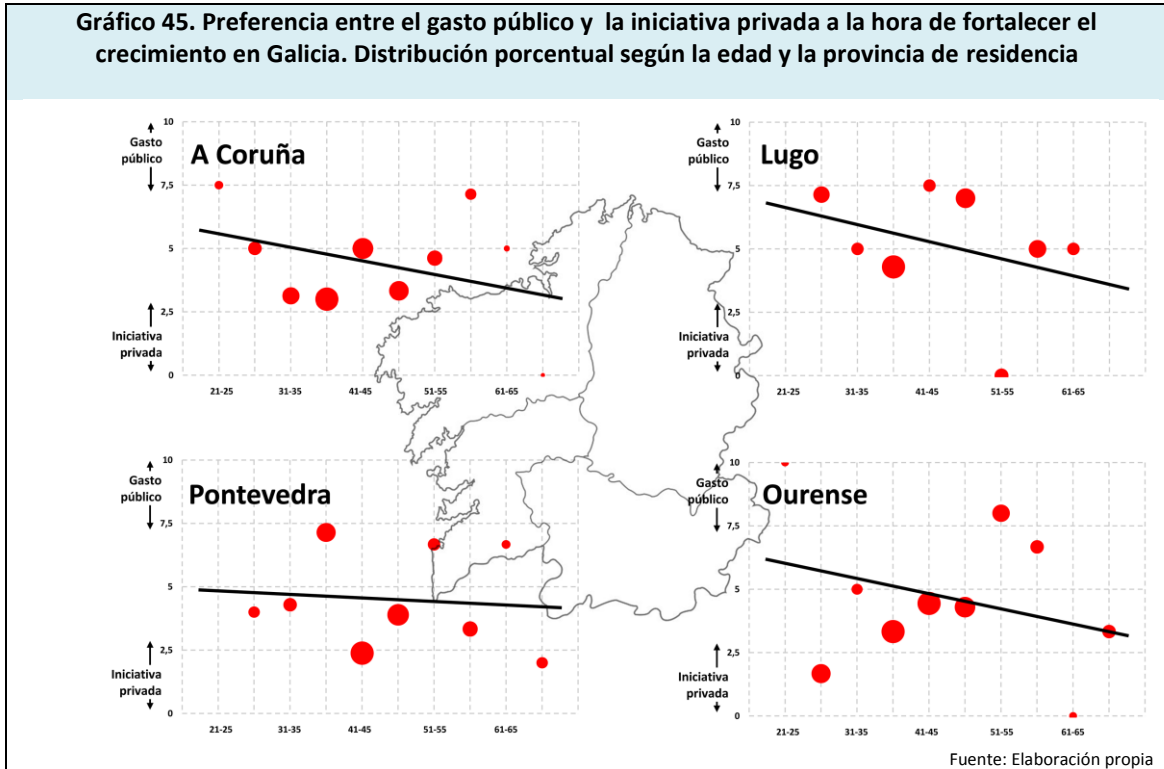 Gráfico 45. Preferencia entre el gasto público y la iniciativa privada a la hora de fortalecer el
crecimiento en Galicia. Distribución porcentual según la edad y la provincia de residencia
A Coruña
10
Gasto
público
7,5
5
2,5
Iniciativa
privada
0
21-25 31-35 41-45 51-55 61-65
Lugo
10
Gasto
público
7,5
5
2,5
Iniciativa
privada
0
21-25 31-35 41-45 51-55 61-65
Pontevedra
10
Gasto
público
7,5
5
2,5
Iniciativa
privada
0
21-25 31-35 41-45 51-55 61-65
Ourense
10
Gasto
público
7,5
5
2,5
Iniciativa
privada
0
21-25 31-35 41-45 51-55 61-65
Fuente: Elaboración propia